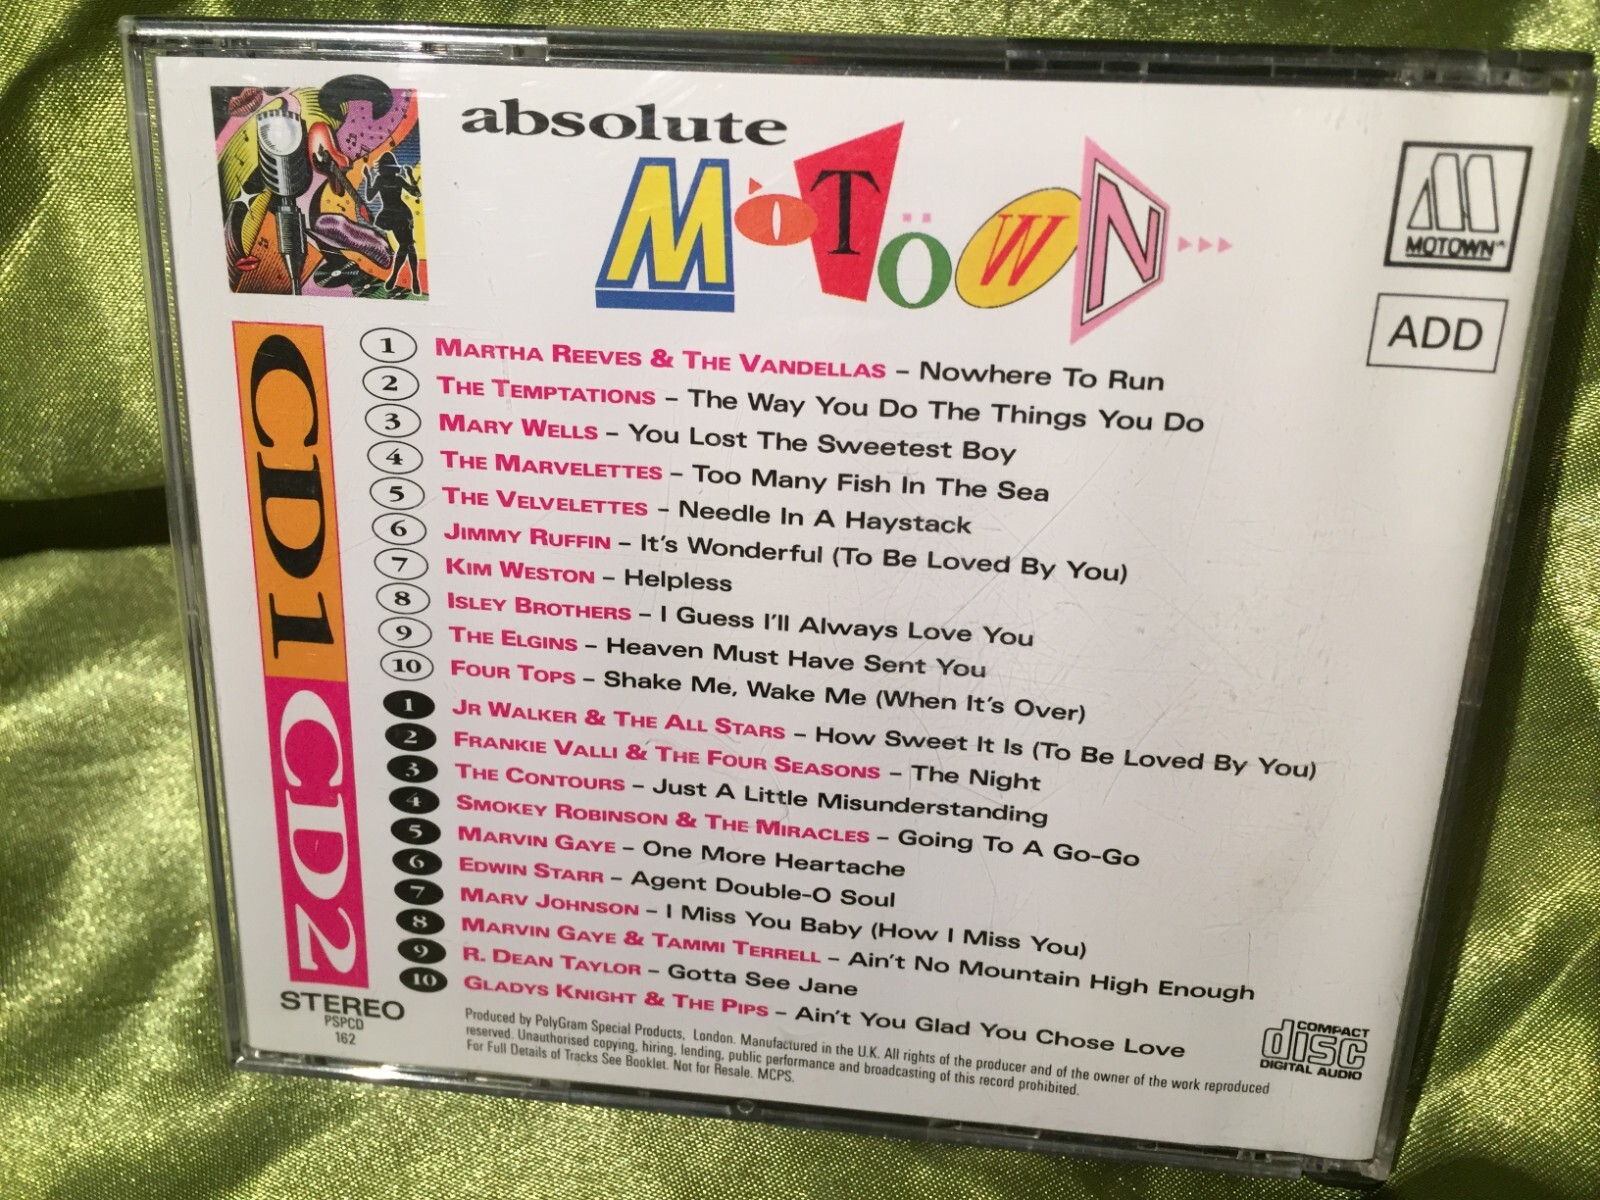 absolute
MOTOWN
MOTOWN
ADD
CD1
1 MARTHA REEVES & THE VANDELLAS – Nowhere To Run
2 THE TEMPTATIONS – The Way You Do The Things You Do
3 MARY WELLS – You Lost The Sweetest Boy
4 THE MARVELETTES – Too Many Fish In The Sea
5 THE VELVELETTES – Needle In A Haystack
6 JIMMY RUFFIN – It's Wonderful (To Be Loved By You)
7 KIM WESTON – Helpless
8 ISLEY BROTHERS – I Guess I'll Always Love You
9 THE ELGINS – Heaven Must Have Sent You
10 FOUR TOPS – Shake Me, Wake Me (When It's Over)
CD2
1 JR WALKER & THE ALL STARS – How Sweet It Is (To Be Loved By You)
2 FRANKIE VALLI & THE FOUR SEASONS – The Night
3 THE CONTOURS – Just A Little Misunderstanding
4 SMOKEY ROBINSON & THE MIRACLES – Going To A Go-Go
5 MARVIN GAYE – One More Heartache
6 EDWIN STARR – Agent Double-O Soul
7 MARV JOHNSON – I Miss You Baby (How I Miss You)
8 MARVIN GAYE & TAMMI TERRELL – Ain't No Mountain High Enough
9 R. DEAN TAYLOR – Gotta See Jane
10 GLADYS KNIGHT & THE PIPS – Ain't You Glad You Chose Love
STEREO
PSPCD
162
Produced by PolyGram Special Products, London. Manufactured in the U.K. All rights of the producer and of the owner of the work reproduced
reserved. Unauthorised copying, hiring, lending, public performance and broadcasting of this record prohibited.
For Full Details of Tracks See Booklet. Not for Resale. MCPS.
COMPACT
disc
DIGITAL AUDIO